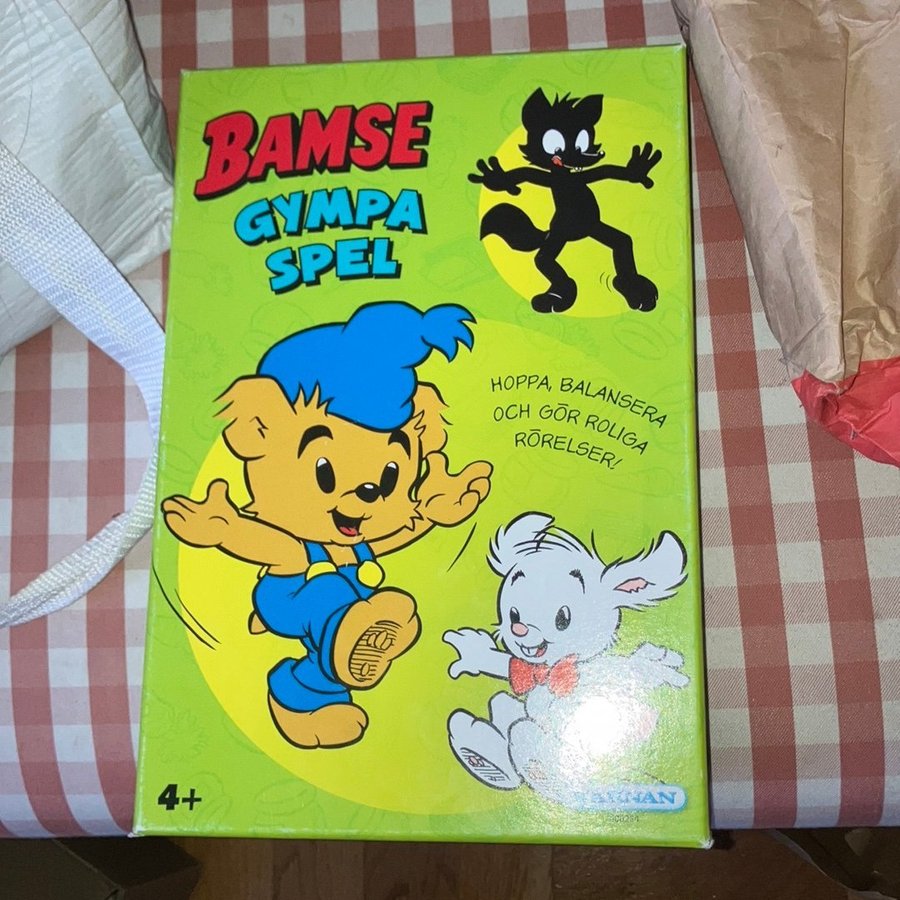 BAMSE
GYMPA
SPEL
HOPPA, BALANSERA
OCH GÖR ROLIGA
RÖRELSER!
4+